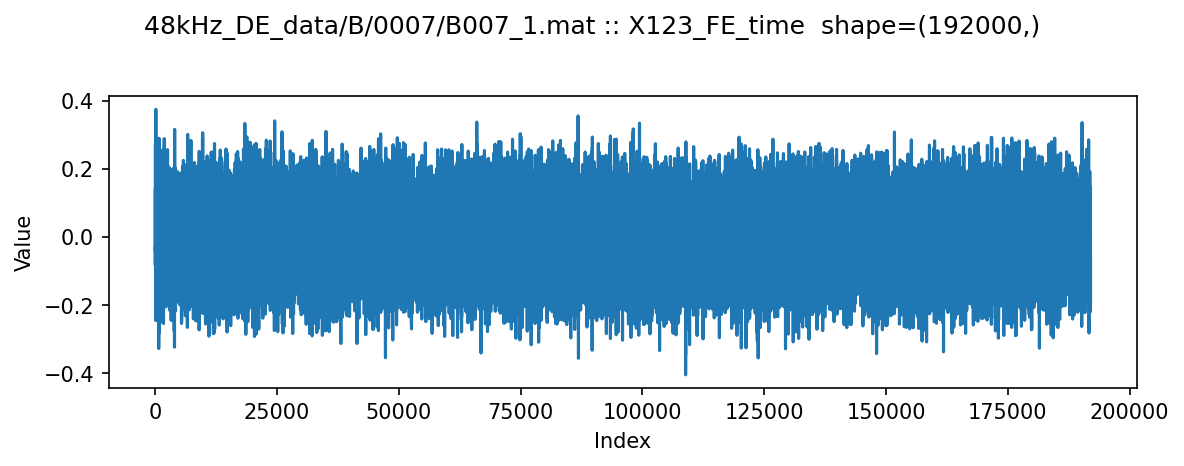 48kHz_DE_data/B/0007/B007_1.mat :: X123_FE_time  shape=(192000,)
0.4
0.2
0.0
−0.2
−0.4
Value
0 25000 50000 75000 100000 125000 150000 175000 200000
Index